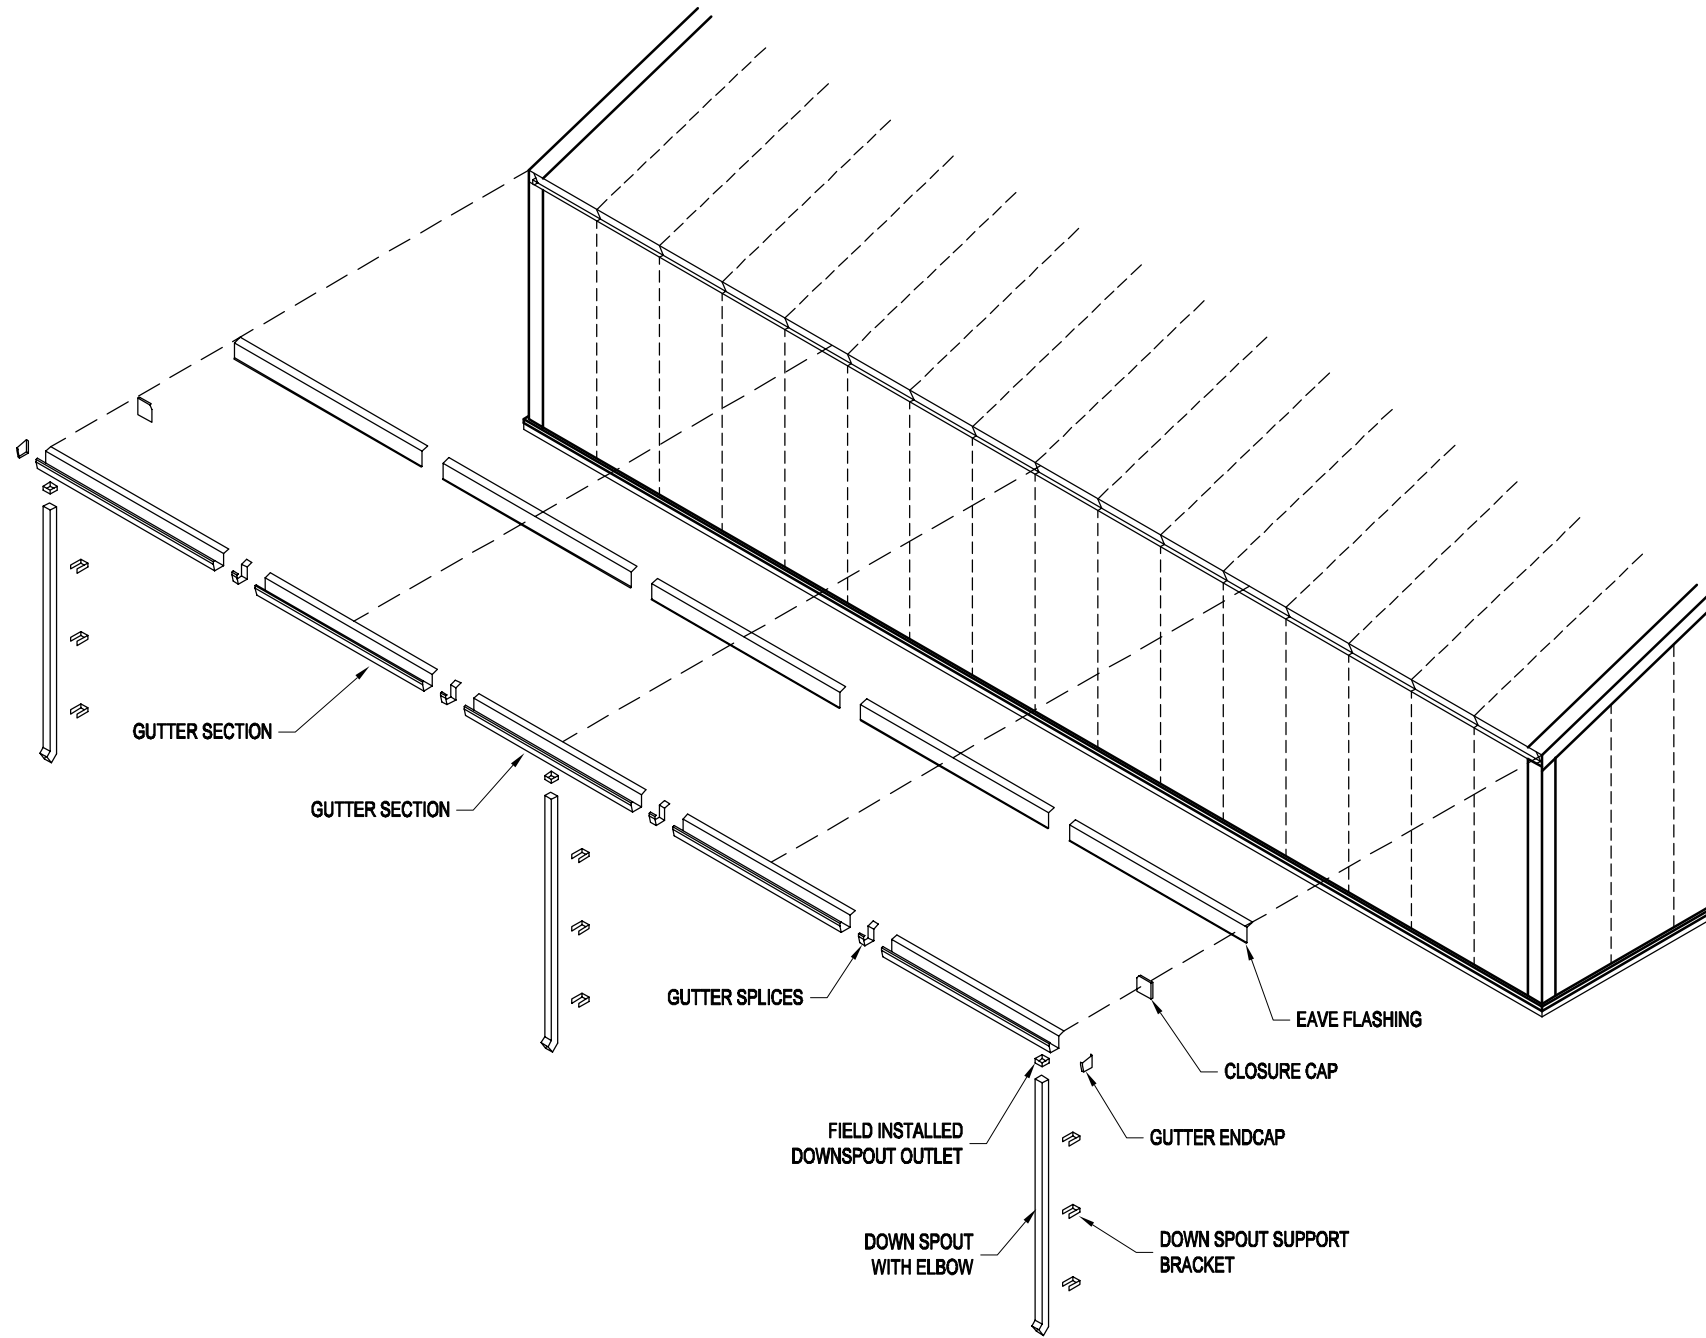 GUTTER SECTION
GUTTER SECTION
GUTTER SPLICES
EAVE FLASHING
CLOSURE CAP
FIELD INSTALLED
DOWNSPOUT OUTLET
GUTTER ENDCAP
DOWN SPOUT
WITH ELBOW
DOWN SPOUT SUPPORT
BRACKET